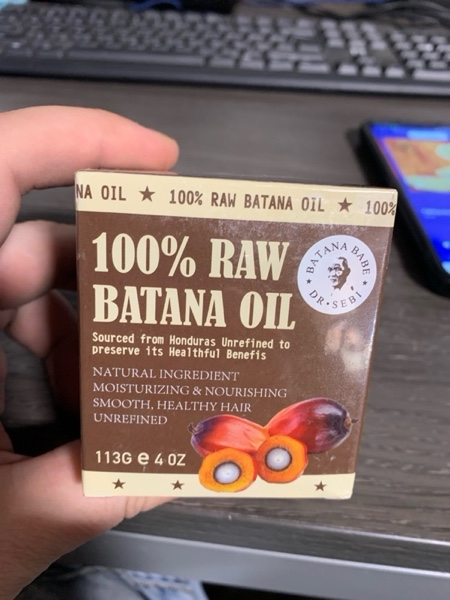 NA OIL ★ 100% RAW BATANA OIL ★ 100%
100% RAW
BATANA OIL
BATANA BABE
DR·SEBI
Sourced from Honduras Unrefined to
preserve its Healthful Benefis
NATURAL INGREDIENT
MOISTURIZING & NOURISHING
SMOOTH, HEALTHY HAIR
UNREFINED
113G e 4 OZ